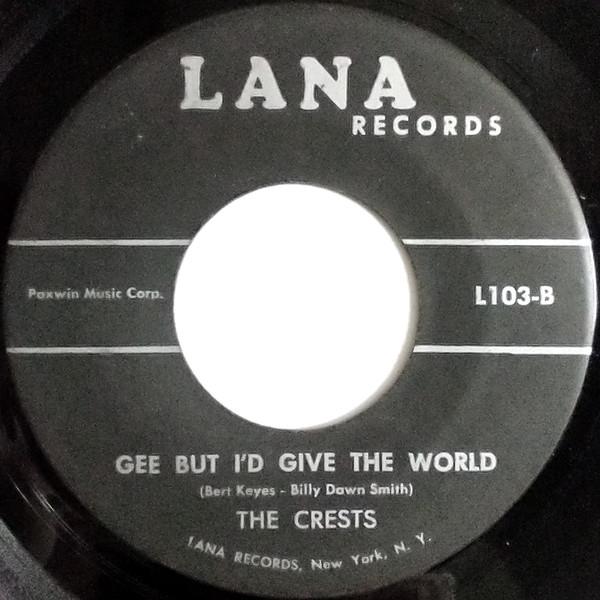 LANA
RECORDS
Paxwin Music Corp.
L103-B
GEE BUT I'D GIVE THE WORLD
(Bert Keyes - Billy Dawn Smith)
THE CRESTS
LANA RECORDS, New York, N. Y.